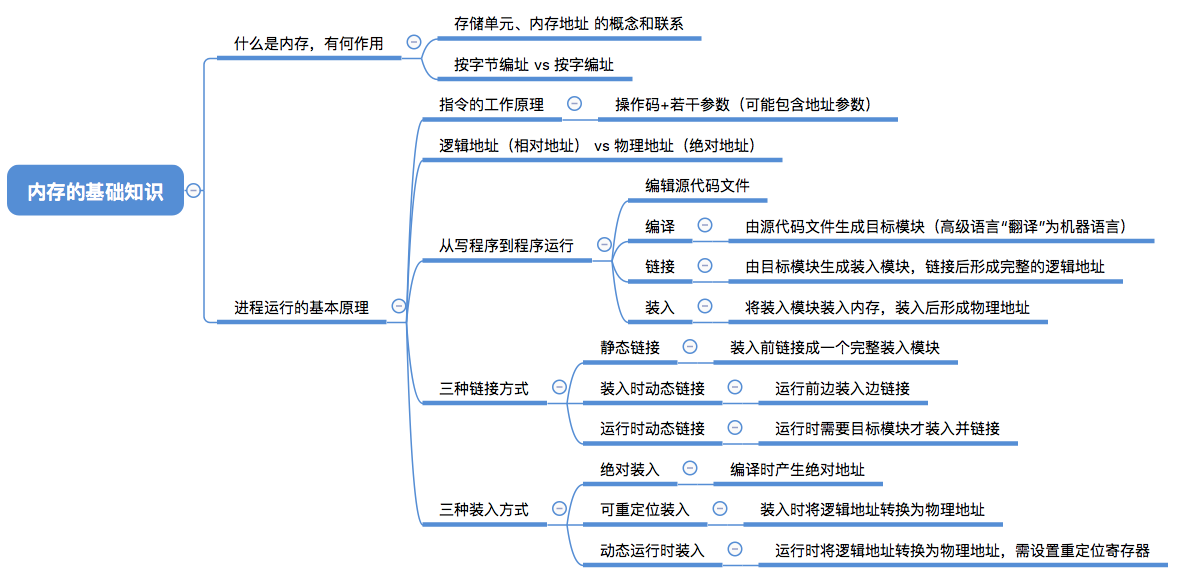 内存的基础知识
什么是内存，有何作用
存储单元、内存地址 的概念和联系
按字节编址 vs 按字编址
进程运行的基本原理
指令的工作原理
操作码+若干参数（可能包含地址参数）
逻辑地址（相对地址） vs 物理地址（绝对地址）
从写程序到程序运行
编辑源代码文件
编译
由源代码文件生成目标模块（高级语言“翻译”为机器语言）
链接
由目标模块生成装入模块，链接后形成完整的逻辑地址
装入
将装入模块装入内存，装入后形成物理地址
三种链接方式
静态链接
装入前链接成一个完整装入模块
装入时动态链接
运行前边装入边链接
运行时动态链接
运行时需要目标模块才装入并链接
三种装入方式
绝对装入
编译时产生绝对地址
可重定位装入
装入时将逻辑地址转换为物理地址
动态运行时装入
运行时将逻辑地址转换为物理地址，需设置重定位寄存器